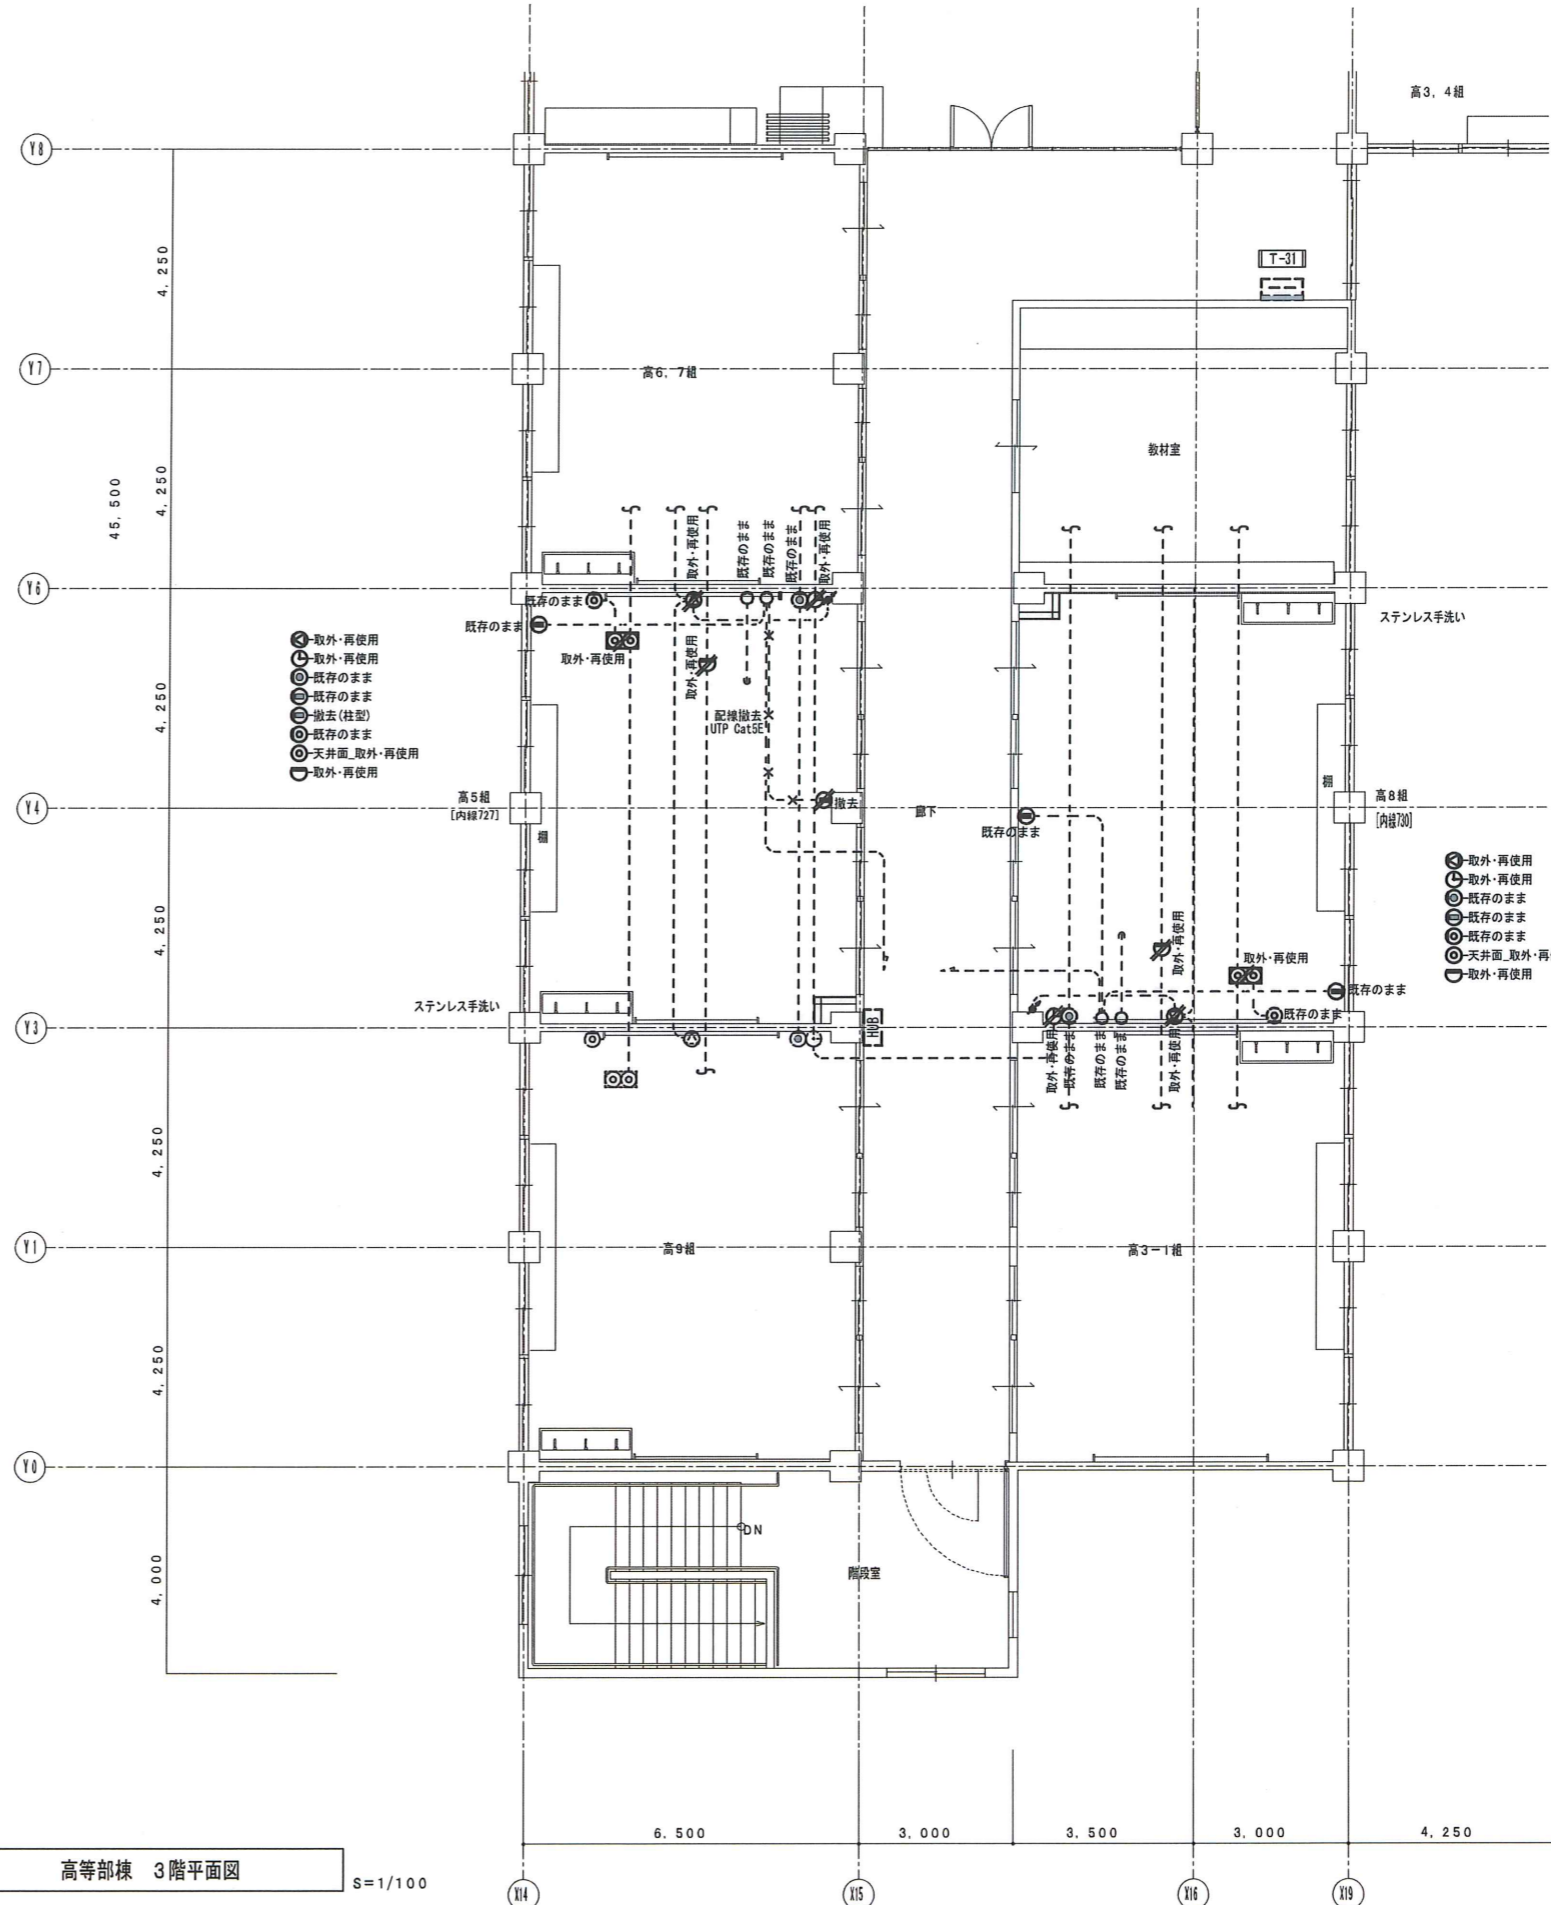 高3, 4組
Y8
T-31
4, 250
Y7
高6, 7組
教材室
45, 500
4, 250
取外・再使用
既存のまま
既存のまま
既存のまま
取外・再使用
Y6
既存のまま
既存のまま
取外・再使用
取外・再使用
ステンレス手洗い
取外・再使用
取外・再使用
既存のまま
既存のまま
撤去(柱型)
既存のまま
天井面_取外・再使用
取外・再使用
4, 250
配線撤去
UTP Cat5E
Y4
高5組
[内線727]
棚
撤去
廊下
既存のまま
棚
高8組
[内線730]
取外・再使用
取外・再使用
既存のまま
既存のまま
既存のまま
天井面_取外・再
取外・再使用
4, 250
取外・再使用
取外・再使用
既存のまま
既存のまま
ステンレス手洗い
Y3
HUB
取外・再使用
既存のまま
既存のまま
既存のまま
取外・再使用
4, 250
Y1
高9組
高3-1組
4, 250
Y0
DN
階段室
4, 000
6, 500
3, 000
3, 500
3, 000
4, 250
高等部棟 3階平面図
S=1/100
X14
X15
X16
X19